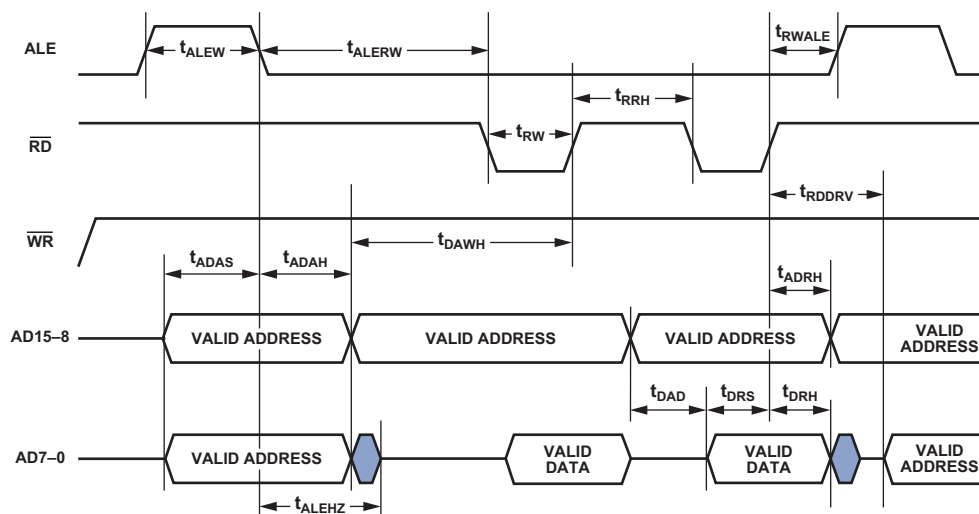 ALE
tALEW
tALERW
tRWALE
tRRH
RD
tRW
tRDDRV
WR
tDAWH
tADAS
tADAH
tADRH
AD15–8
VALID ADDRESS
VALID ADDRESS
VALID ADDRESS
VALID
ADDRESS
tDAD
tDRS
tDRH
AD7–0
VALID ADDRESS
VALID
DATA
VALID
DATA
VALID
ADDRESS
tALEHZ